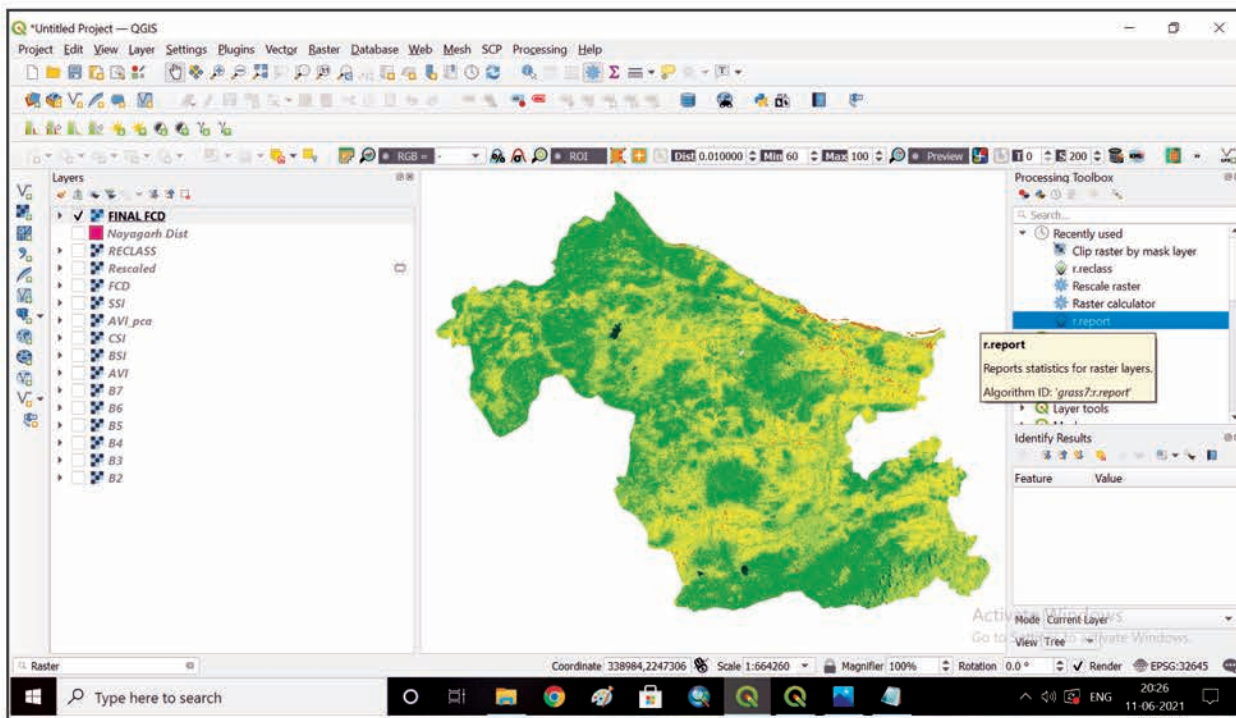 *Untitled Project — QGIS
Project Edit View Layer Settings Plugins Vector Raster Database Web Mesh SCP Processing Help
RGB = - ROI Dist 0.010000 Min 60 Max 100 Preview T 0 S 200
Layers
FINAL FCD
Nayagarh Dist
RECLASS
Rescaled
FCD
SSI
AVI_pca
CSI
BSI
AVI
B7
B6
B5
B4
B3
B2
Processing Toolbox
Search...
Recently used
Clip raster by mask layer
r.reclass
Rescale raster
Raster calculator
r.report
r.report
Reports statistics for raster layers.
Algorithm ID: 'grass7:r.report'
Layer tools
Identify Results
Feature Value
Activate Windows
Go to Settings to activate Windows.
Mode Current Layer
View Tree
Raster
Coordinate 338984,2247306 Scale 1:664260 Magnifier 100% Rotation 0.0 ° Render EPSG:32645
Type here to search
ENG
20:26
11-06-2021